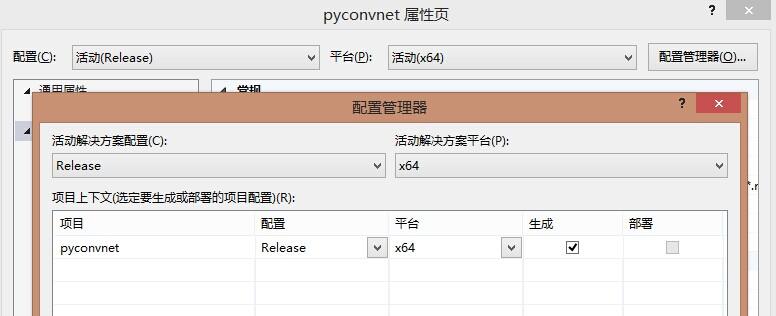 pyconvnet 属性页
?
配置(C): 活动(Release) 平台(P): 活动(x64) 配置管理器(O)...
通用属性 常规
配置管理器 ?
活动解决方案配置(C): 活动解决方案平台(P):
Release x64
项目上下文(选定要生成或部署的项目配置)(R):
项目 配置 平台 生成 部署
pyconvnet Release x64